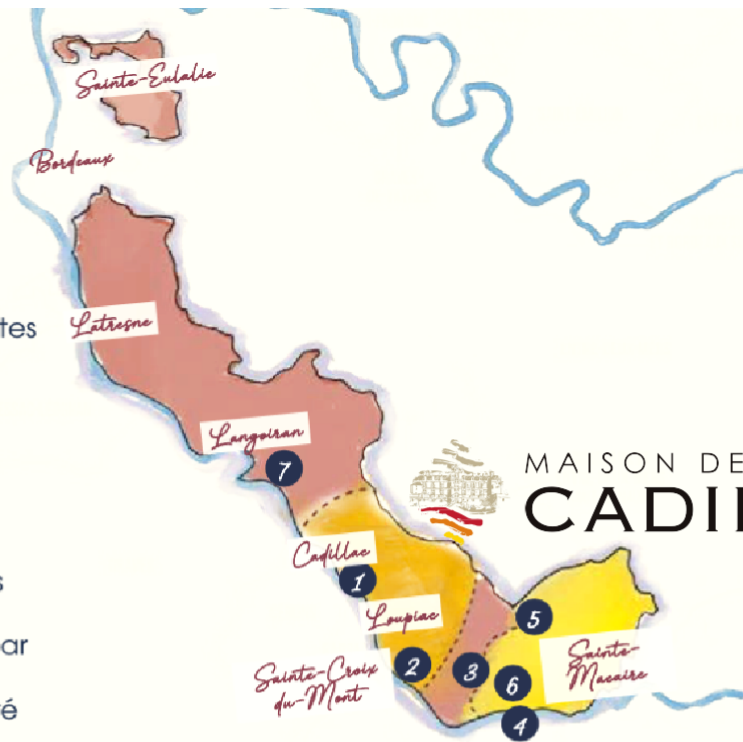 Sainte-Eulalie
Bordeaux
tes
Latresne
Langoiran
7
MAISON DE
CADI
Cadillac
1
s
Loupiac
5
ar
Sainte-Croix
du-Mont
2
3
6
Sainte-
Macaire
é
4